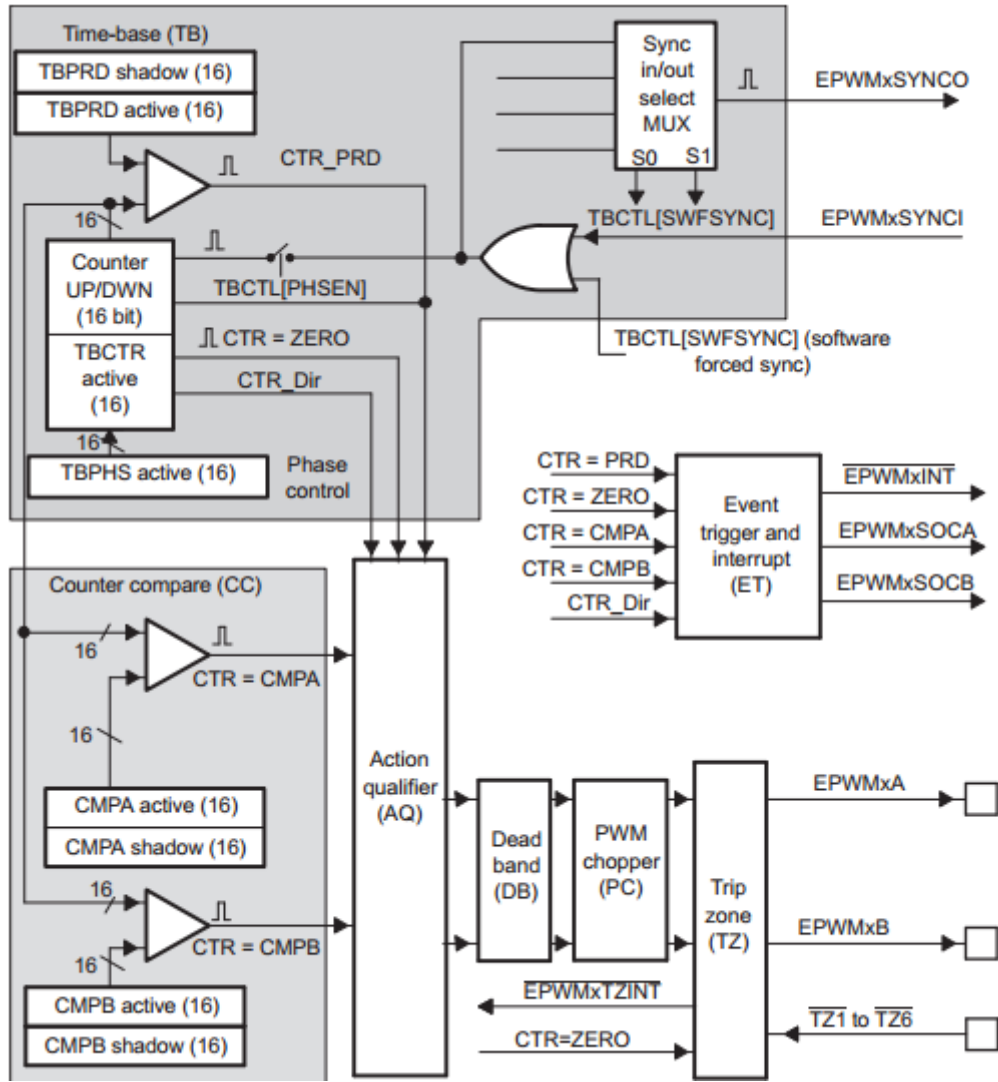 Time-base (TB)
TBPRD shadow (16)
TBPRD active (16)
CTR_PRD
16
Counter
UP/DWN
(16 bit)
TBCTR
active
(16)
TBCTL[PHSEN]
CTR = ZERO
CTR_Dir
16
TBPHS active (16)
Phase
control
Sync
in/out
select
MUX
S0
S1
EPWMxSYNCO
TBCTL[SWFSYNC]
EPWMxSYNCI
TBCTL[SWFSYNC] (software
forced sync)
CTR = PRD
CTR = ZERO
CTR = CMPA
CTR = CMPB
CTR_Dir
Event
trigger and
interrupt
(ET)
EPWMxINT
EPWMxSOCA
EPWMxSOCB
Counter compare (CC)
16
CTR = CMPA
16
CMPA active (16)
CMPA shadow (16)
16
CTR = CMPB
16
CMPB active (16)
CMPB shadow (16)
Action
qualifier
(AQ)
Dead
band
(DB)
PWM
chopper
(PC)
Trip
zone
(TZ)
EPWMxA
EPWMxB
EPWMxTZINT
CTR=ZERO
TZ1 to TZ6